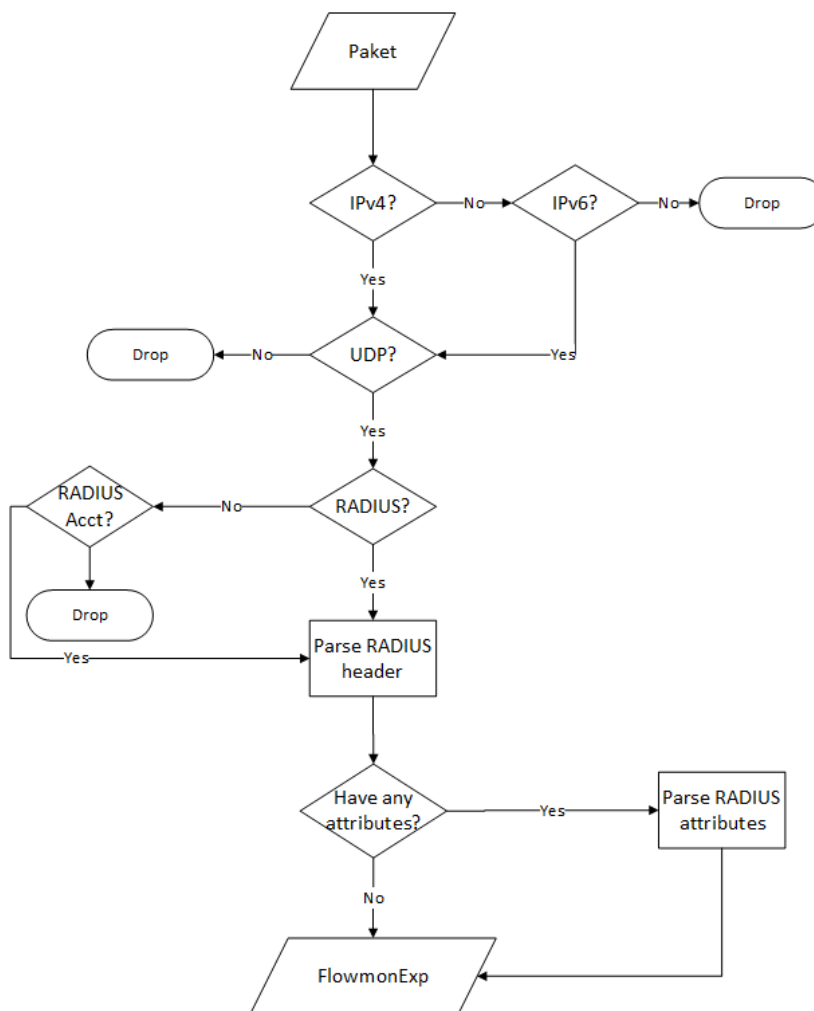 Paket
IPv4?
No
IPv6?
No
Drop
Yes
Drop
No
UDP?
Yes
Yes
RADIUS
Acct?
No
RADIUS?
Yes
Drop
Parse RADIUS
header
Yes
Have any
attributes?
Yes
Parse RADIUS
attributes
No
FlowmonExp